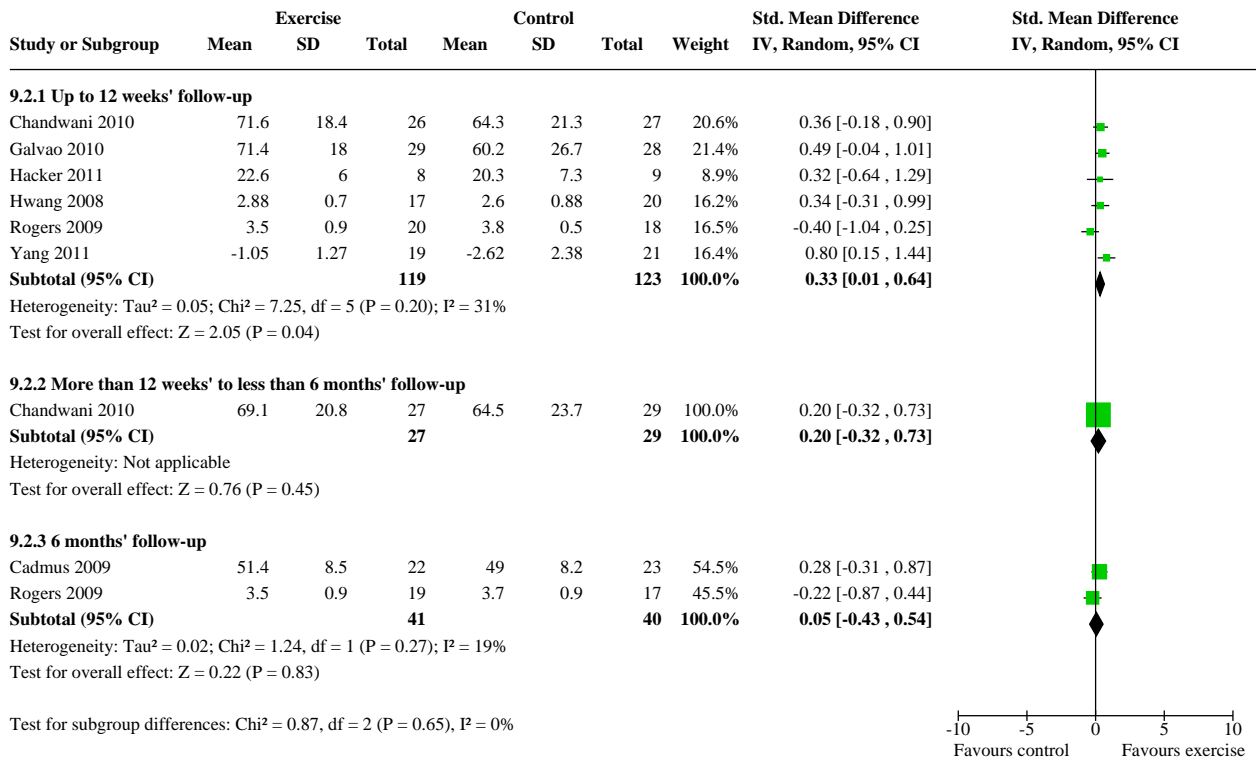 Exercise Control Std. Mean Difference Std. Mean Difference
Study or Subgroup Mean SD Total Mean SD Total Weight IV, Random, 95% CI IV, Random, 95% CI
9.2.1 Up to 12 weeks' follow-up
Chandwani 2010 71.6 18.4 26 64.3 21.3 27 20.6% 0.36 [-0.18 , 0.90]
Galvao 2010 71.4 18 29 60.2 26.7 28 21.4% 0.49 [-0.04 , 1.01]
Hacker 2011 22.6 6 8 20.3 7.3 9 8.9% 0.32 [-0.64 , 1.29]
Hwang 2008 2.88 0.7 17 2.6 0.88 20 16.2% 0.34 [-0.31 , 0.99]
Rogers 2009 3.5 0.9 20 3.8 0.5 18 16.5% -0.40 [-1.04 , 0.25]
Yang 2011 -1.05 1.27 19 -2.62 2.38 21 16.4% 0.80 [0.15 , 1.44]
Subtotal (95% CI) 119 123 100.0% 0.33 [0.01 , 0.64]
Heterogeneity: Tau² = 0.05; Chi² = 7.25, df = 5 (P = 0.20); I² = 31%
Test for overall effect: Z = 2.05 (P = 0.04)
9.2.2 More than 12 weeks' to less than 6 months' follow-up
Chandwani 2010 69.1 20.8 27 64.5 23.7 29 100.0% 0.20 [-0.32 , 0.73]
Subtotal (95% CI) 27 29 100.0% 0.20 [-0.32 , 0.73]
Heterogeneity: Not applicable
Test for overall effect: Z = 0.76 (P = 0.45)
9.2.3 6 months' follow-up
Cadmus 2009 51.4 8.5 22 49 8.2 23 54.5% 0.28 [-0.31 , 0.87]
Rogers 2009 3.5 0.9 19 3.7 0.9 17 45.5% -0.22 [-0.87 , 0.44]
Subtotal (95% CI) 41 40 100.0% 0.05 [-0.43 , 0.54]
Heterogeneity: Tau² = 0.02; Chi² = 1.24, df = 1 (P = 0.27); I² = 19%
Test for overall effect: Z = 0.22 (P = 0.83)
Test for subgroup differences: Chi² = 0.87, df = 2 (P = 0.65), I² = 0%
-10 -5 0 5 10
Favours control Favours exercise